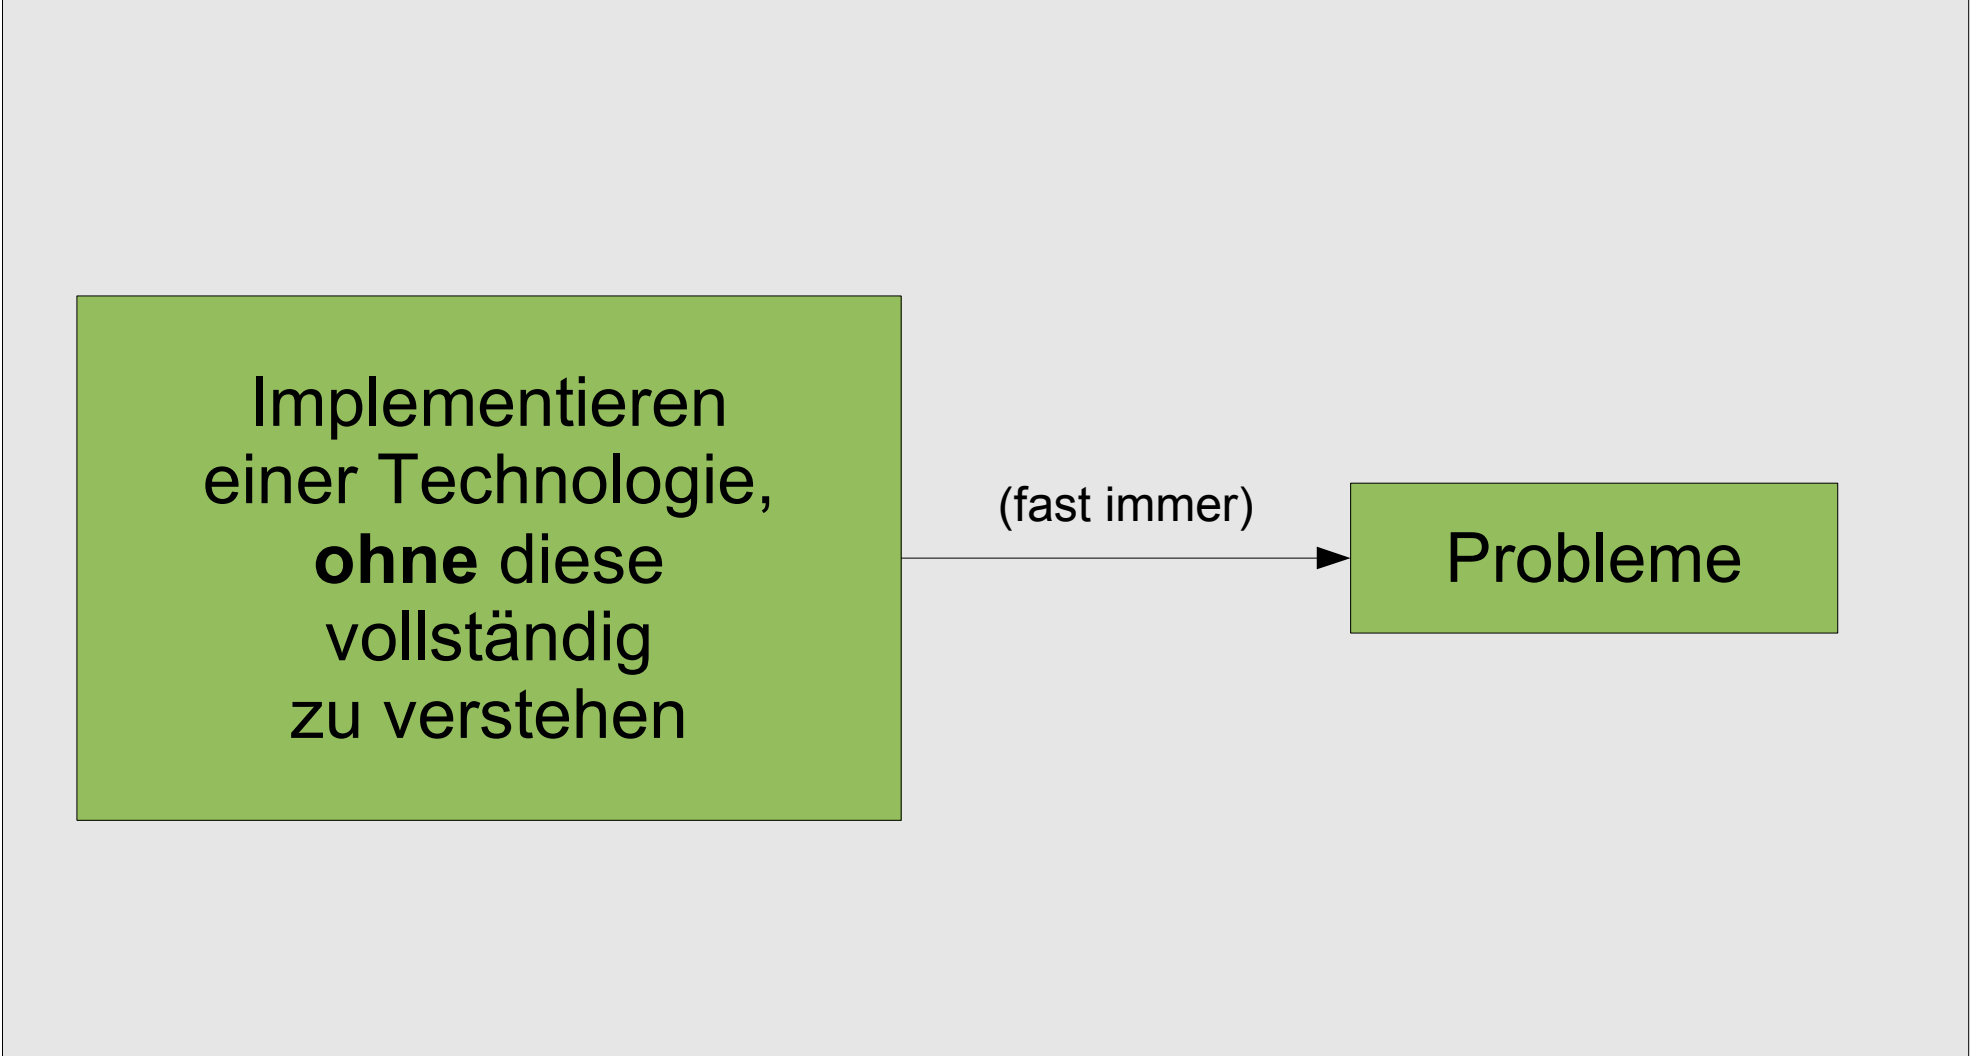 Implementieren
einer Technologie,
ohne diese
vollständig
zu verstehen
(fast immer)
Probleme